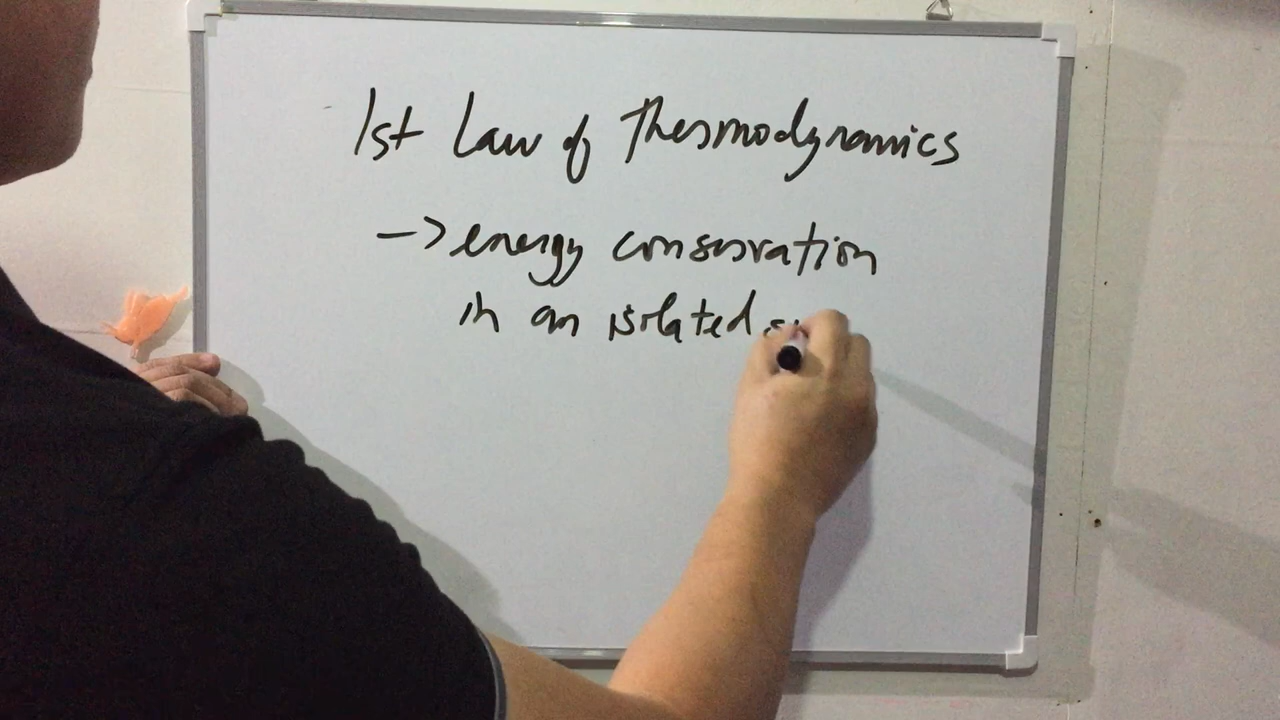 1st Law of Thermodynamics
-> energy conservation
in an isolated